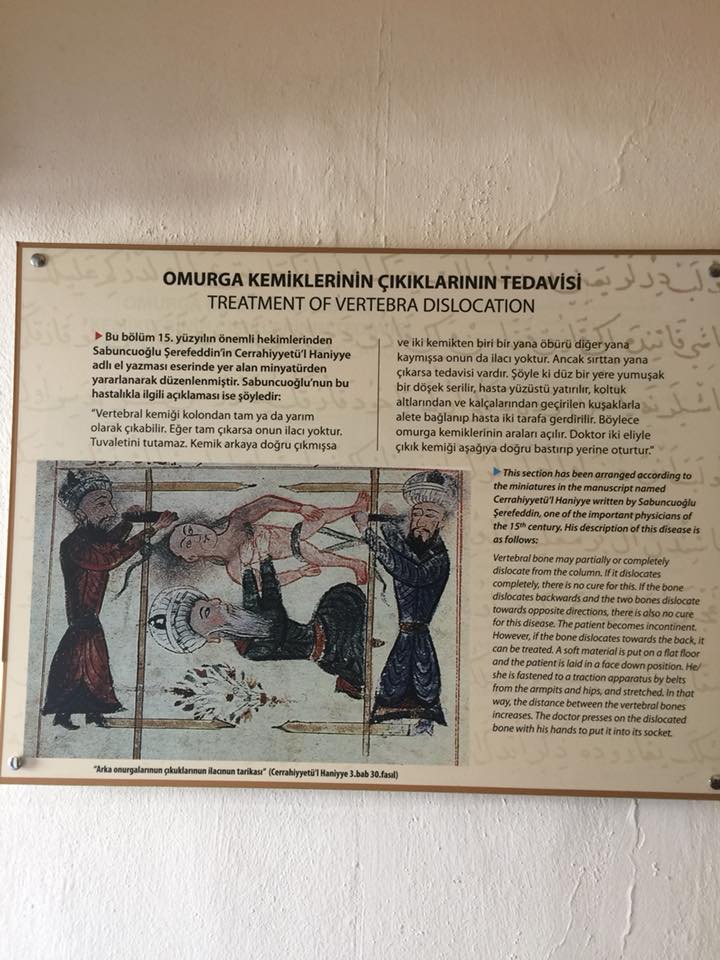 OMURGA KEMİKLERİNİN ÇIKIKLARININ TEDAVİSİ
TREATMENT OF VERTEBRA DISLOCATION
Bu bölüm 15. yüzyılın önemli hekimlerinden
Sabuncuoğlu Şerefeddin'in Cerrahiyyetü'l Haniyye
adlı el yazması eserinde yer alan minyatürden
yararlanarak düzenlenmiştir. Sabuncuoğlu'nun bu
hastalıkla ilgili açıklaması ise şöyledir:
"Vertebral kemiği kolondan tam ya da yarım
olarak çıkabilir. Eğer tam çıkarsa onun ilacı yoktur.
Tuvaletini tutamaz. Kemik arkaya doğru çıkmışsa
ve iki kemikten biri bir yana öbürü diğer yana
kaymışsa onun da ilacı yoktur. Ancak sırttan yana
çıkarsa tedavisi vardır. Şöyle ki düz bir yere yumuşak
bir döşek serilir, hasta yüzüstü yatırılır, koltuk
altlarından ve kalçalarından geçirilen kuşaklarla
alete bağlanıp hasta iki tarafa gerdirilir. Böylece
omurga kemiklerinin araları açılır. Doktor iki eliyle
çıkık kemiği aşağıya doğru bastırıp yerine oturtur."
This section has been arranged according to
the miniatures in the manuscript named
Cerrahiyyetü'l Haniyye written by Sabuncuoğlu
Şerefeddin, one of the important physicians of
the 15th century. His description of this disease is
as follows:
Vertebral bone may partially or completely
dislocate from the column. If it dislocates
completely, there is no cure for this. If the bone
dislocates backwards and the two bones dislocate
towards opposite directions, there is also no cure
for this disease. The patient becomes incontinent.
However, if the bone dislocates towards the back, it
can be treated. A soft material is put on a flat floor
and the patient is laid in a face down position. He/
she is fastened to a traction apparatus by belts
from the armpits and hips, and stretched. In that
way, the distance between the vertebral bones
increases. The doctor presses on the dislocated
bone with his hands to put it into its socket.
"Arka onurgalarının çıkuklarının ilacının tarikası" (Cerrahiyyetü'l Haniyye 3.bab 30.fasıl)